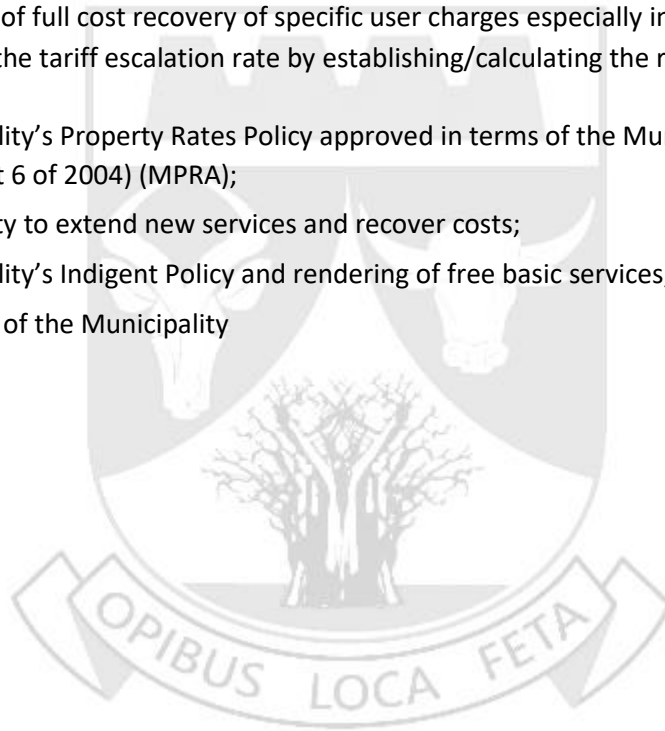 of full cost recovery of specific user charges especially in
the tariff escalation rate by establishing/calculating the
lity’s Property Rates Policy approved in terms of the Mun
t 6 of 2004) (MPRA);
ty to extend new services and recover costs;
lity’s Indigent Policy and rendering of free basic services
of the Municipality
OPIBUS LOCA FETA